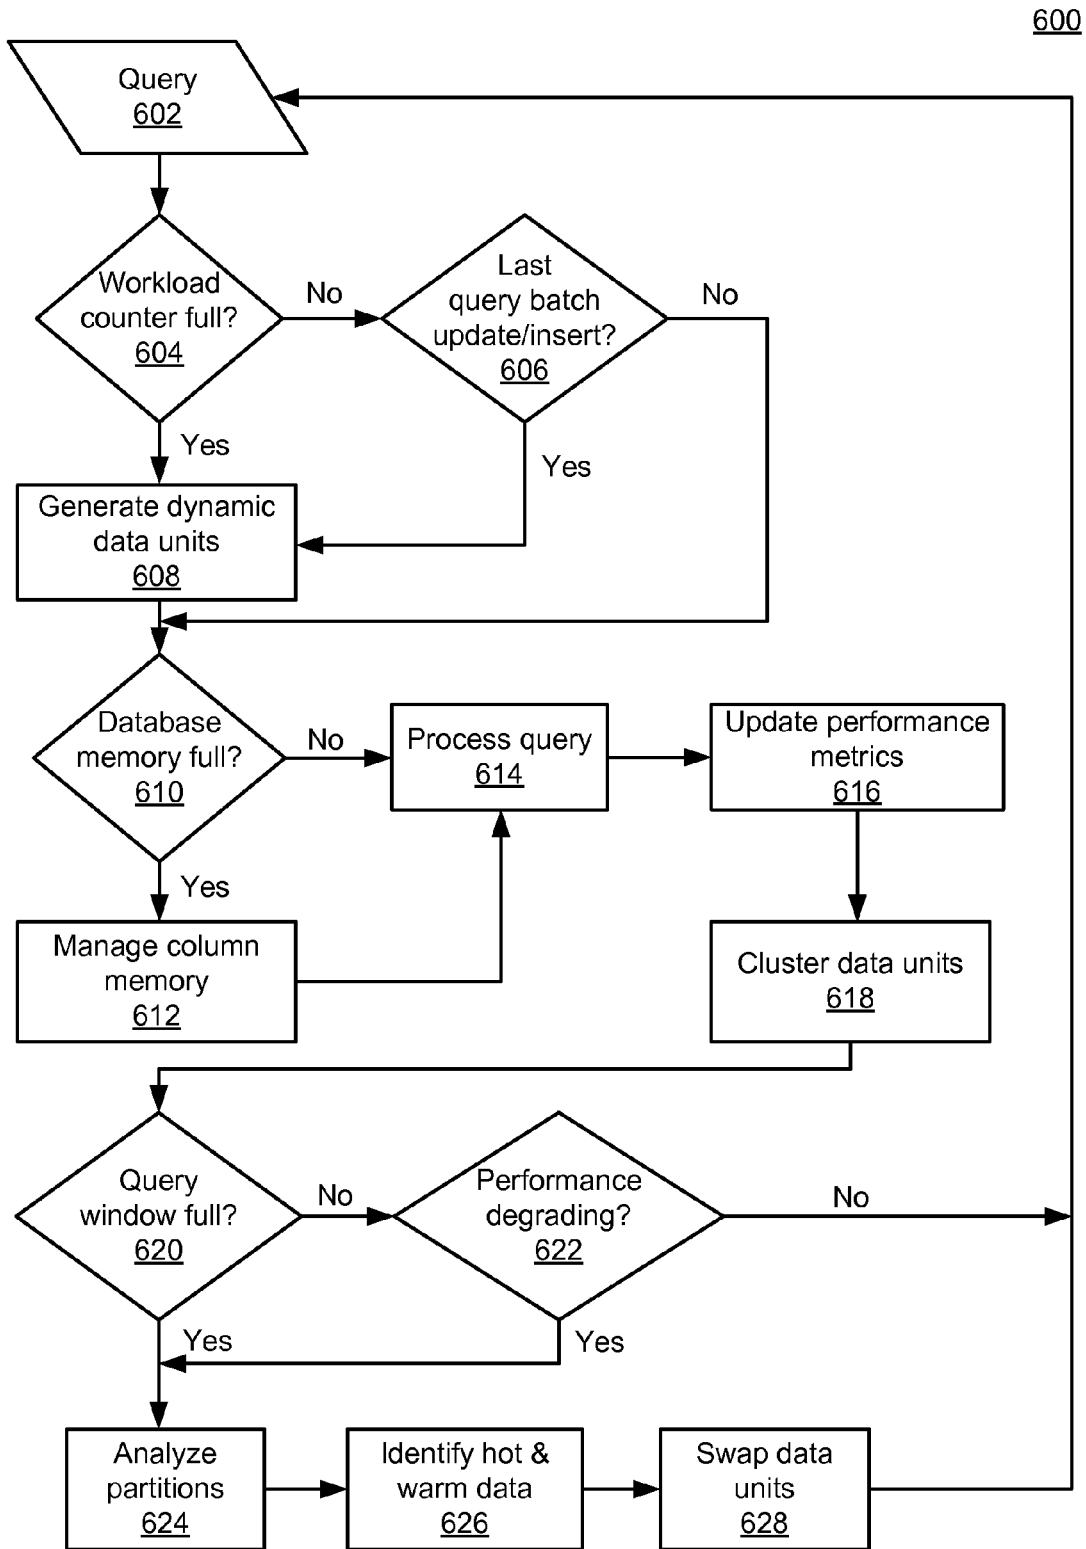 600
Query
602
Workload
counter full?
604
No
Last
query batch
update/insert?
606
No
Yes
Yes
Generate dynamic
data units
608
Database
memory full?
610
No
Process query
614
Update performance
metrics
616
Yes
Manage column
memory
612
Cluster data units
618
Query
window full?
620
No
Performance
degrading?
622
No
Yes
Yes
Analyze
partitions
624
Identify hot &
warm data
626
Swap data
units
628